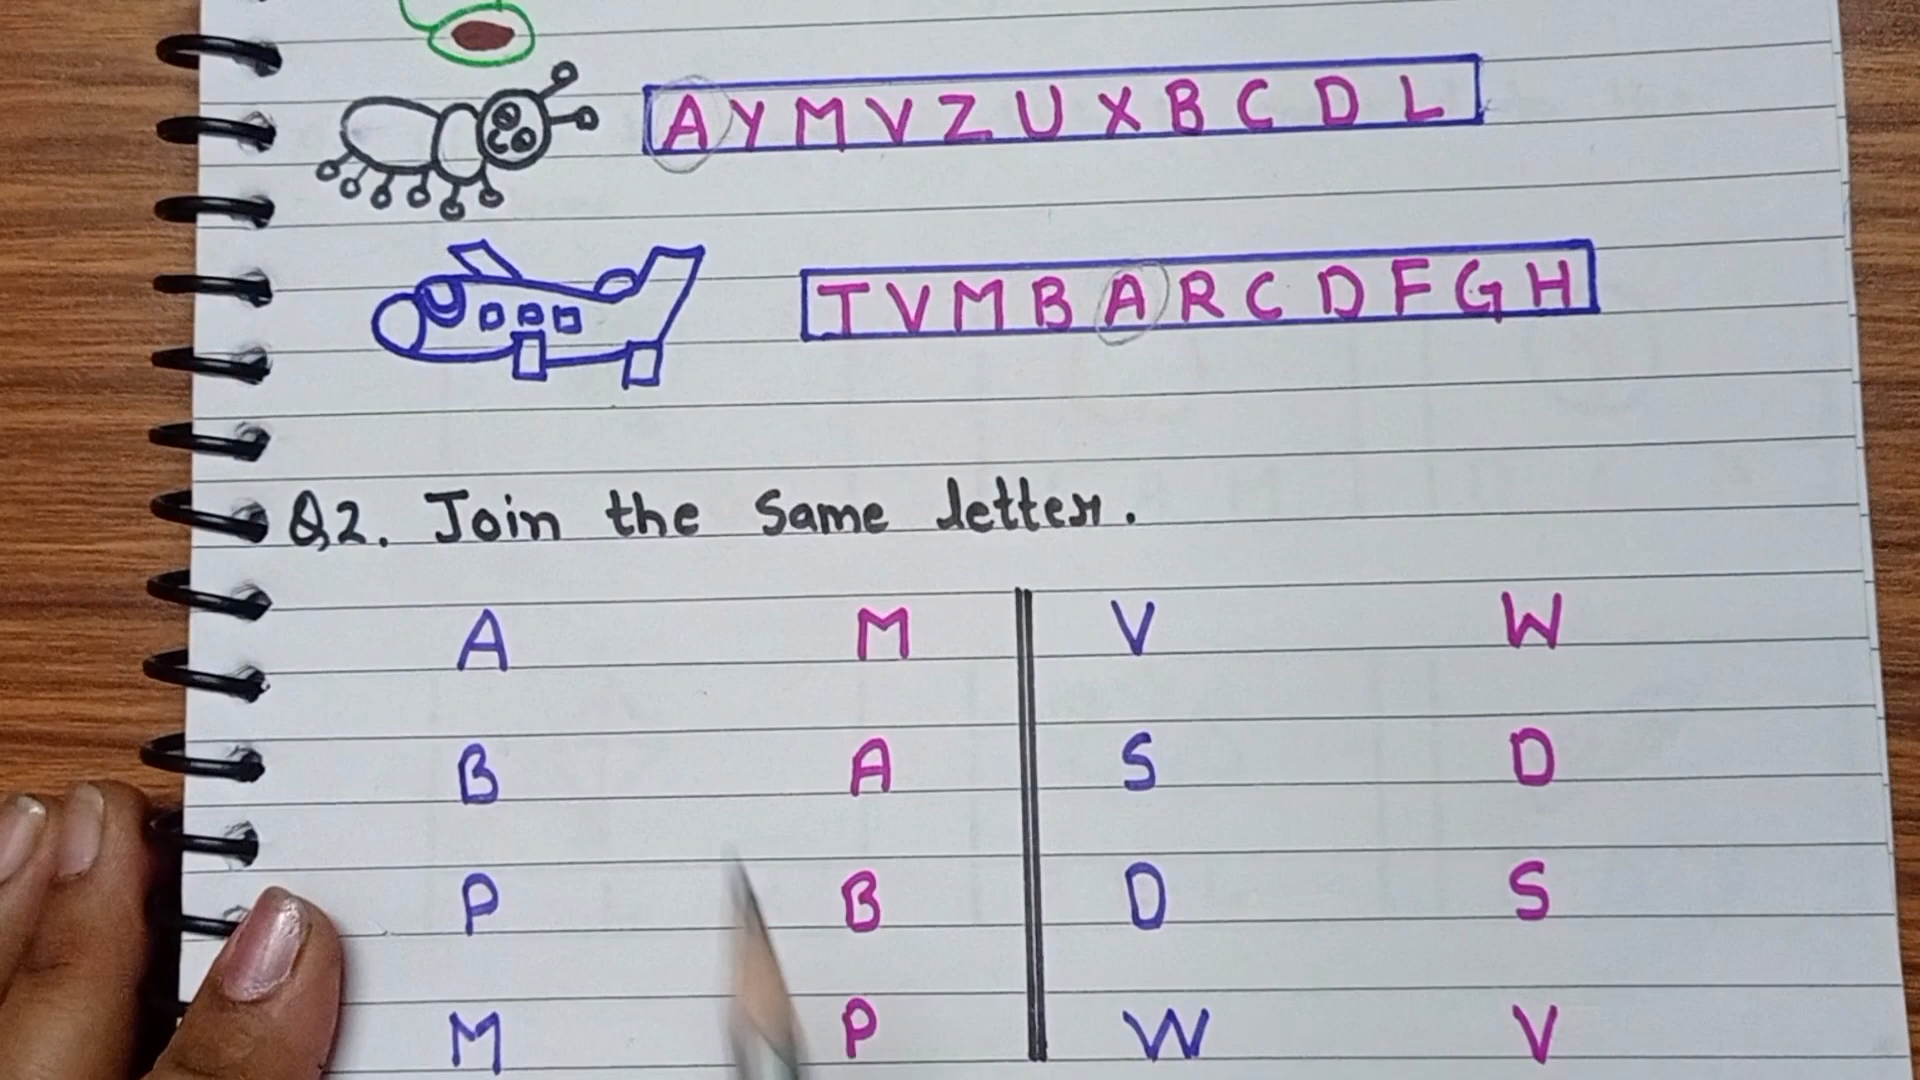 A Y M V Z U X B C D L
T V M B A R C D F G H
Q2. Join the Same letter.
A M V W
B A S D
P B D S
M P W V